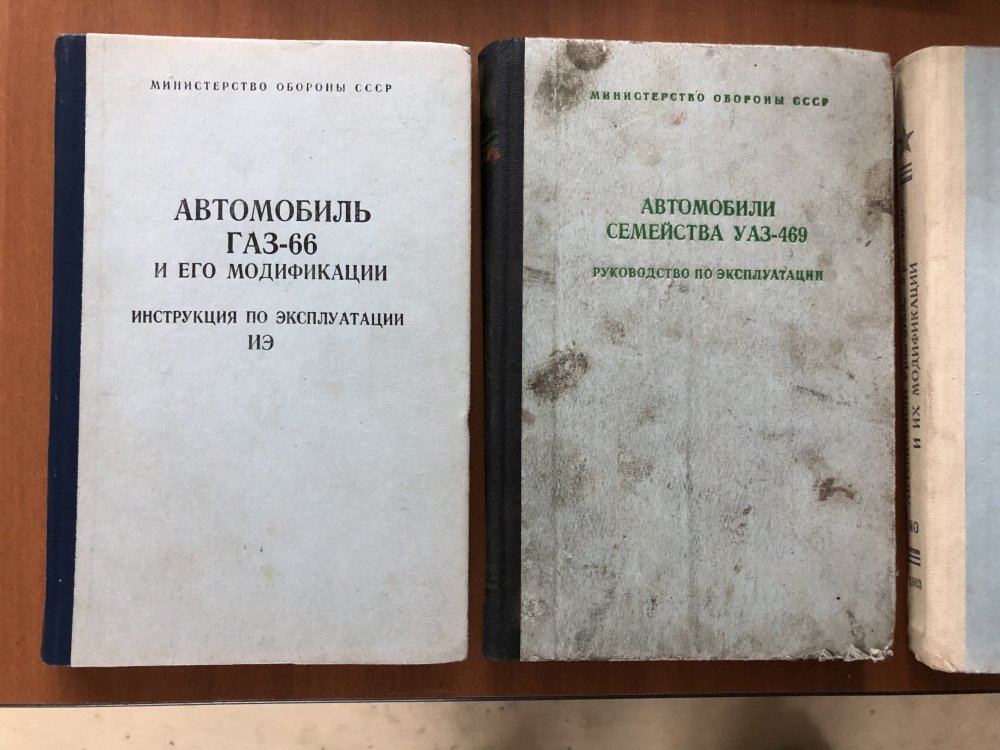 МИНИСТЕРСТВО ОБОРОНЫ СССР
АВТОМОБИЛЬ
ГАЗ-66
И ЕГО МОДИФИКАЦИИ
ИНСТРУКЦИЯ ПО ЭКСПЛУАТАЦИИ
ИЭ
МИНИСТЕРСТВО ОБОРОНЫ СССР
АВТОМОБИЛИ
СЕМЕЙСТВА УАЗ-469
РУКОВОДСТВО ПО ЭКСПЛУАТАЦИИ
И ИХ МОДИФИКАЦИИ